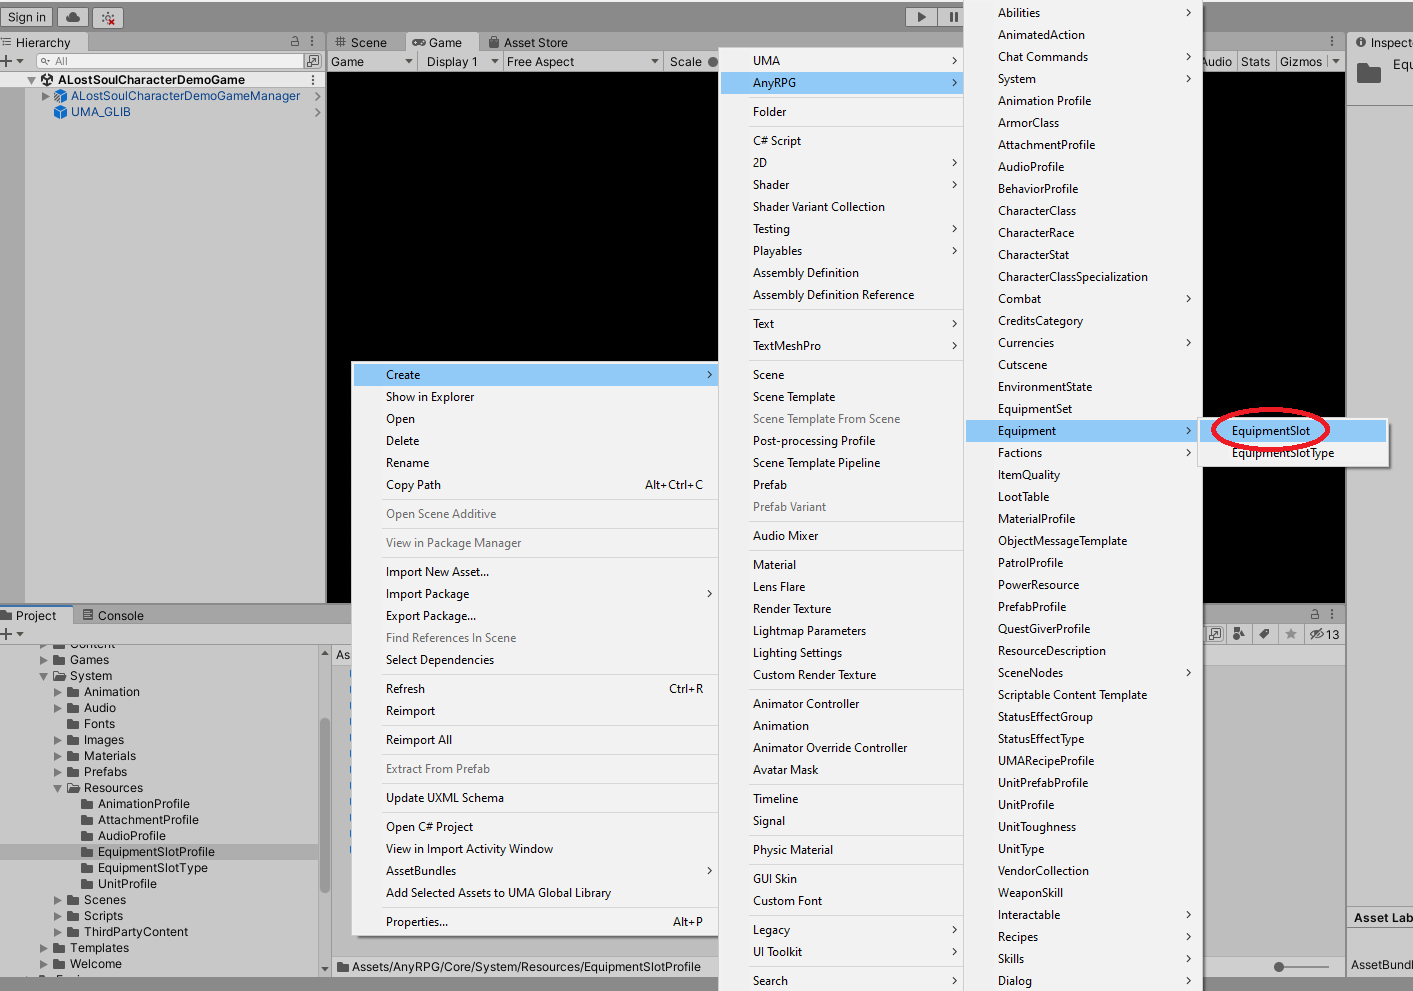 Sign in
Hierarchy
All
ALostSoulCharacterDemoGame
ALostSoulCharacterDemoGameManager
UMA_GLIB
Scene
Game
Asset Store
Game
Display 1
Free Aspect
Scale
Audio
Stats
Gizmos
Create
Show in Explorer
Open
Delete
Rename
Copy Path Alt+Ctrl+C
Open Scene Additive
View in Package Manager
Import New Asset...
Import Package
Export Package...
Find References In Scene
Select Dependencies
Refresh Ctrl+R
Reimport
Reimport All
Extract From Prefab
Update UXML Schema
Open C# Project
View in Import Activity Window
AssetBundles
Add Selected Assets to UMA Global Library
Properties... Alt+P
UMA
AnyRPG
Folder
C# Script
2D
Shader
Shader Variant Collection
Testing
Playables
Assembly Definition
Assembly Definition Reference
Text
TextMeshPro
Scene
Scene Template
Scene Template From Scene
Post-processing Profile
Scene Template Pipeline
Prefab
Prefab Variant
Audio Mixer
Material
Lens Flare
Render Texture
Lightmap Parameters
Lighting Settings
Custom Render Texture
Animator Controller
Animation
Animator Override Controller
Avatar Mask
Timeline
Signal
Physic Material
GUI Skin
Custom Font
Legacy
UI Toolkit
Search
Abilities
AnimatedAction
Chat Commands
System
Animation Profile
ArmorClass
AttachmentProfile
AudioProfile
BehaviorProfile
CharacterClass
CharacterRace
CharacterStat
CharacterClassSpecialization
Combat
CreditsCategory
Currencies
Cutscene
EnvironmentState
EquipmentSet
Equipment
Factions
ItemQuality
LootTable
MaterialProfile
ObjectMessageTemplate
PatrolProfile
PowerResource
PrefabProfile
QuestGiverProfile
ResourceDescription
SceneNodes
Scriptable Content Template
StatusEffectGroup
StatusEffectType
UMARecipeProfile
UnitPrefabProfile
UnitProfile
UnitToughness
UnitType
VendorCollection
WeaponSkill
Interactable
Recipes
Skills
Dialog
EquipmentSlot
EquipmentSlotType
Inspect
Eq
Project
Console
13
Content
Games
System
Animation
Audio
Fonts
Images
Materials
Prefabs
Resources
AnimationProfile
AttachmentProfile
AudioProfile
EquipmentSlotProfile
EquipmentSlotType
UnitProfile
Scenes
Scripts
ThirdPartyContent
Templates
Welcome
As
Assets/AnyRPG/Core/System/Resources/EquipmentSlotProfile
Asset Lab
AssetBundl